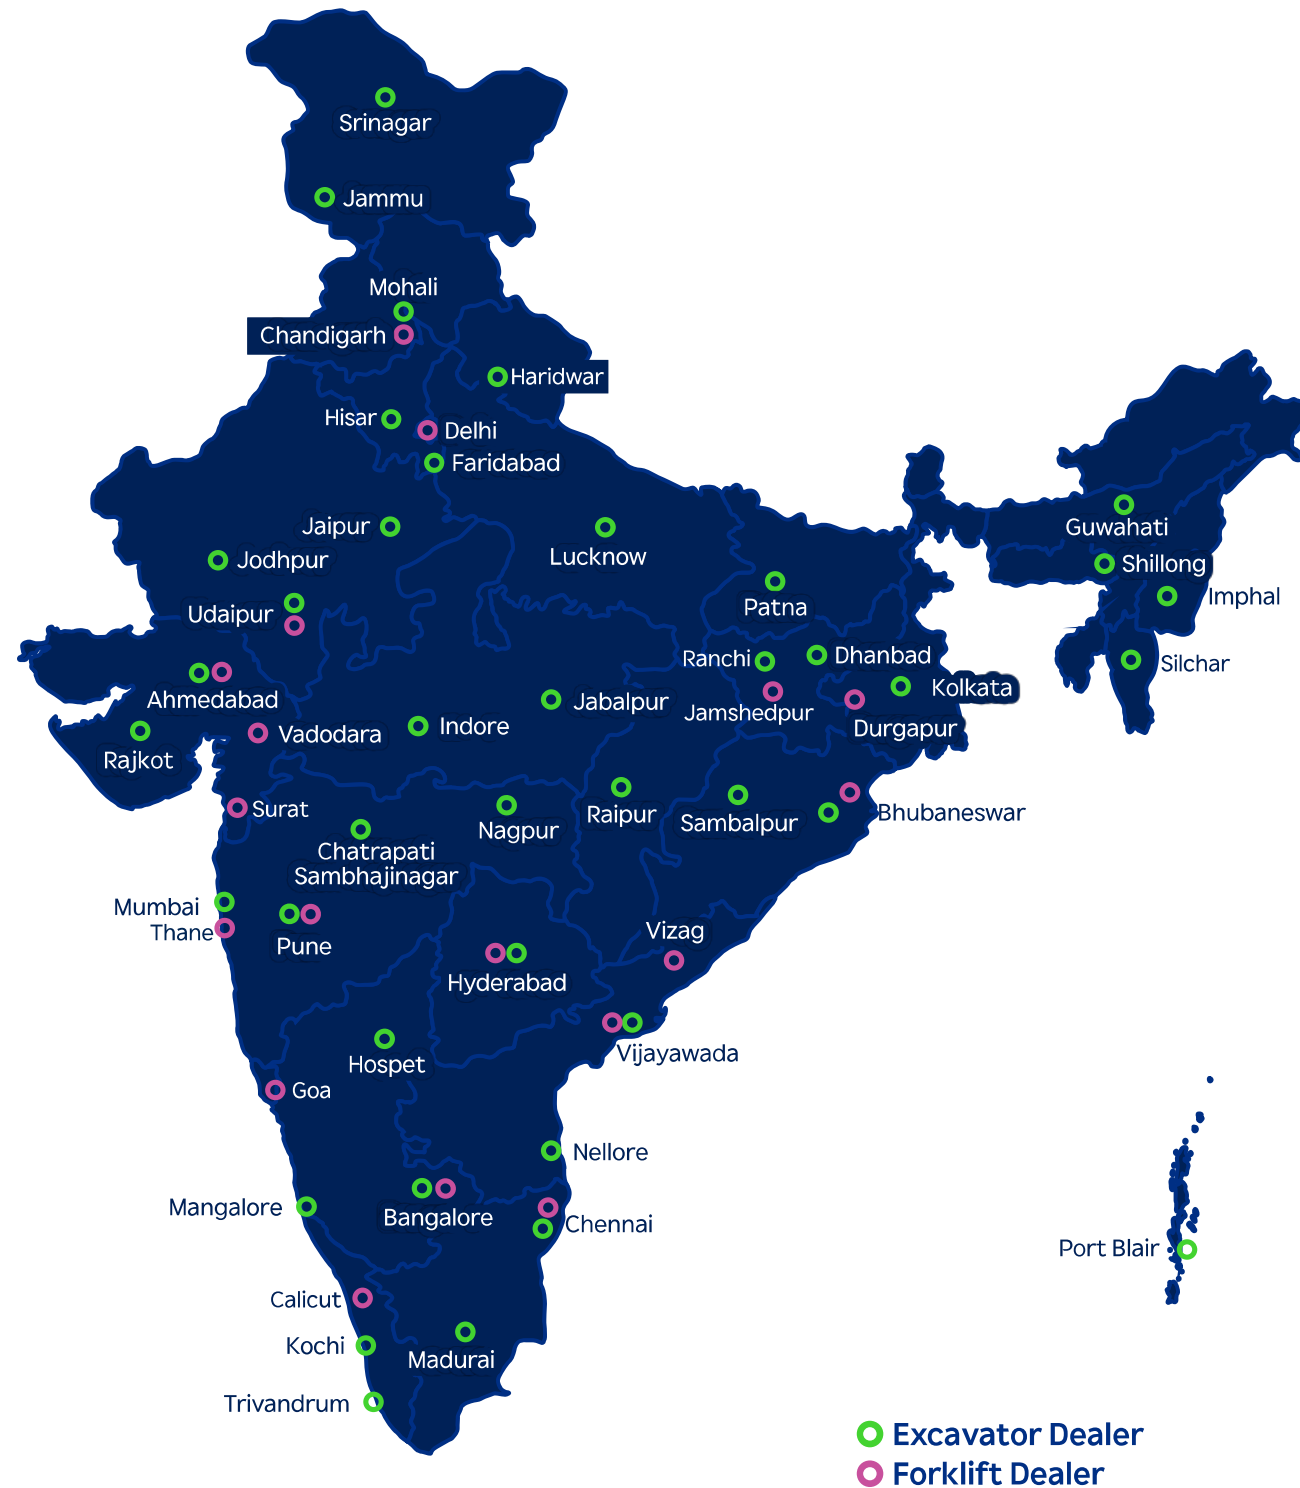 Srinagar
Jammu
Mohali
Chandigarh
Haridwar
Hisar
Delhi
Faridabad
Jaipur
Lucknow
Jodhpur
Guwahati
Shillong
Imphal
Patna
Udaipur
Ranchi
Dhanbad
Silchar
Kolkata
Ahmedabad
Jabalpur
Jamshedpur
Durgapur
Vadodara
Indore
Rajkot
Surat
Raipur
Sambalpur
Bhubaneswar
Nagpur
Chatrapati
Sambhajinagar
Mumbai
Thane
Pune
Vizag
Hyderabad
Vijayawada
Hospet
Goa
Nellore
Mangalore
Bangalore
Chennai
Port Blair
Calicut
Kochi
Madurai
Trivandrum
Excavator Dealer
Forklift Dealer